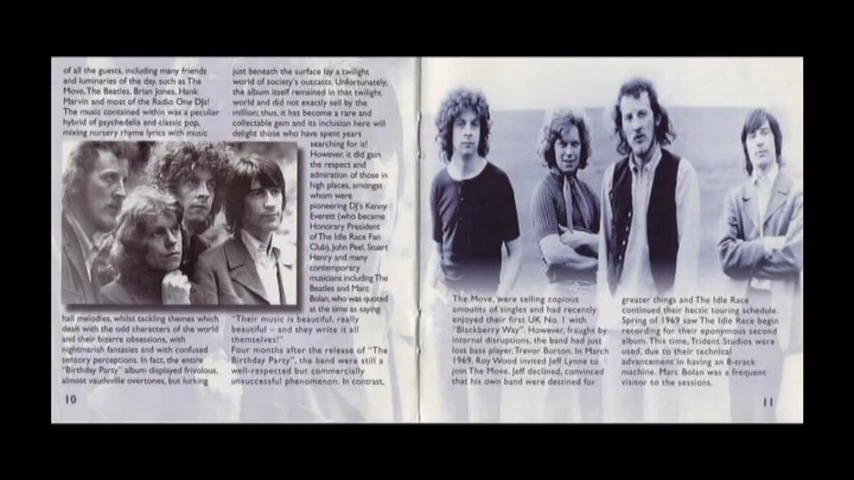 of all the guests, including many friends
and luminaries of the day, such as The
Move, The Beatles, Brian Jones, Hank
Marvin and most of the Radio One DJs!
The music contained within was a peculiar
hybrid of psychedelia and classic pop,
mixing nursery rhyme lyrics with music
hall melodies, whilst tackling themes which
dealt with the odd characters of the world
and their bizarre obsessions, with
nightmarish fantasies and with confused
sensory perceptions. In fact, the entire
"Birthday Party" album displayed frivolous,
almost vaudeville overtones, but lurking
10
just beneath the surface lay a twilight
world of society's outcasts. Unfortunately,
the album itself remained in that twilight
world and did not exactly sell by the
million; thus, it has become a rare and
collectable gem and its inclusion here will
delight those who have spent years
searching for it!
However, it did gain
the respect and
admiration of those in
high places, amongst
whom were
pioneering DJ's Kenny
Everett (who became
Honorary President
of The Idle Race Fan
Club), John Peel, Stuart
Henry and many
contemporary
musicians including The
Beatles and Marc
Bolan, who was quoted
at the time as saying:
"Their music is beautiful, really
beautiful – and they write it all
themselves!"
Four months after the release of "The
Birthday Party", the band were still a
well-respected but commercially
unsuccessful phenomenon. In contrast,
The Move, were selling copious
amounts of singles and had recently
enjoyed their first UK No. 1 with
"Blackberry Way". However, fraught by
internal disruptions, the band had just
lost bass player, Trevor Burton. In March
1969, Roy Wood invited Jeff Lynne to
join The Move. Jeff declined, convinced
that his own band were destined for
greater things and The Idle Race
continued their hectic touring schedule.
Spring of 1969 saw The Idle Race begin
recording for their eponymous second
album. This time, Trident Studios were
used, due to their technical
advancement in having an 8-track
machine. Marc Bolan was a frequent
visitor to the sessions.
11